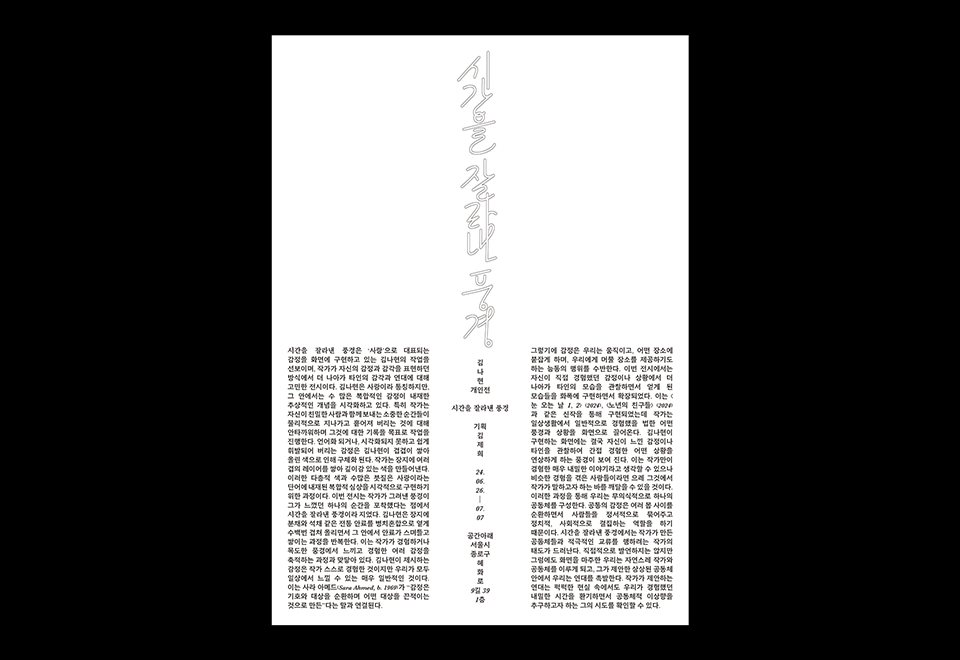 시간을 잘라낸 풍경
시간을 잘라낸 풍경은 '사랑'으로 대표되는
감정을 화면에 구현하고 있는 김나현의 작업을
선보이며, 작가가 자신의 감정과 감각을 표현하던
방식에서 더 나아가 타인의 감각과 연대에 대해
고민한 전시이다. 김나현은 사랑이라 통칭하지만,
그 안에서는 수 많은 복합적인 감정이 내재한
추상적인 개념을 시각화하고 있다. 특히 작가는
자신이 친밀한 사람과 함께 보내는 소중한 순간들이
물리적으로 지나가고 흩어져 버리는 것에 대해
안타까워하며 그것에 대한 기록을 목표로 작업을
진행한다. 언어화 되거나, 시각화되지 못하고 쉽게
휘발되어 버리는 감정은 김나현이 겹겹이 쌓아
올린 색으로 인해 구체화 된다. 작가는 장지에 여러
겹의 레이어를 쌓아 깊이감 있는 색을 만들어낸다.
이러한 다층적 색과 수많은 붓질은 사랑이라는
단어에 내재된 복합적 심상을 시각적으로 구현하기
위한 과정이다. 이번 전시는 작가가 그려낸 풍경이
그가 느꼈던 하나의 순간을 포착했다는 점에서
시간을 잘라낸 풍경이라 지었다. 김나현은 장지에
분채와 석채 같은 전통 안료를 병치혼합으로 옅게
수백번 겹쳐 올리면서 그 안에서 안료가 스며들고
쌓이는 과정을 반복한다. 이는 작가가 경험하거나
목도한 풍경에서 느끼고 경험한 여러 감정을
축적하는 과정과 맞닿아 있다. 김나현이 제시하는
감정은 작가 스스로 경험한 것이지만 우리가 모두
일상에서 느낄 수 있는 매우 일반적인 것이다.
이는 사라 아메드(Sara Ahmed, b. 1969)가 "감정은
기호와 대상을 순환하며 어떤 대상을 끈적이는
것으로 만든"다는 말과 연결된다.
김
나
현
개인전
시간을 잘라낸 풍경
기획
김
제
희
24.
06.
26.
|
07.
07
공간아래
서울시
종로구
혜
화
로
9길 39
1층
그렇기에 감정은 우리는 움직이고, 어떤 장소에
붙잡게 하며, 우리에게 머물 장소를 제공하기도
하는 능동의 행위를 수반한다. 이번 전시에서는
자신이 직접 경험했던 감정이나 상황에서 더
나아가 타인의 모습을 관찰하면서 얻게 된
모습들을 화폭에 구현하면서 확장되었다. 이는 〈
눈 오는 날 1, 2〉 (2024), 〈노년의 친구들〉 (2024)
과 같은 신작을 통해 구현되었는데 작가는
일상생활에서 일반적으로 경험했을 법한 어떤
풍경과 상황을 화면으로 끌어온다. 김나현이
구현하는 화면에는 결국 자신이 느낀 감정이나
타인을 관찰하여 간접 경험한 어떤 상황을
연상하게 하는 풍경이 보여 진다. 이는 작가만이
경험한 매우 내밀한 이야기라고 생각할 수 있으나
비슷한 경험을 겪은 사람들이라면 으레 그것에서
작가가 말하고자 하는 바를 깨달을 수 있을 것이다.
이러한 과정을 통해 우리는 무의식적으로 하나의
공동체를 구성한다. 공통의 감정은 여러 몸 사이를
순환하면서 사람들을 정서적으로 묶어주고
정치적, 사회적으로 결집하는 역할을 하기
때문이다. 시간을 잘라낸 풍경에서는 작가가 만든
공동체들과 적극적인 교류를 행하려는 작가의
태도가 드러난다. 직접적으로 발언하지는 않지만
그럼에도 화면을 마주한 우리는 자연스레 작가와
공동체를 이루게 되고, 그가 제안한 상상된 공동체
안에서 우리는 연대를 촉발한다. 작가가 제안하는
연대는 퍽퍽한 현실 속에서도 우리가 경험했던
내밀한 시간을 환기하면서 공동체적 이상향을
추구하고자 하는 그의 시도를 확인할 수 있다.